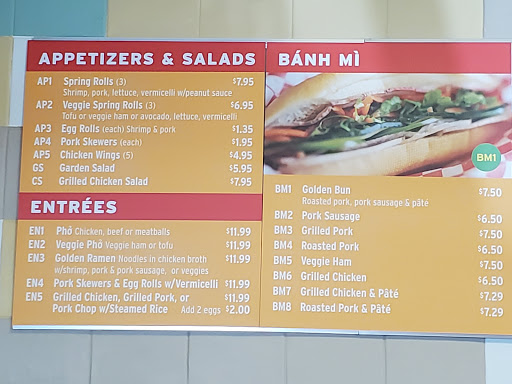 APPETIZERS & SALADS
AP1 Spring Rolls (3) $7.95
Shrimp, pork, lettuce, vermicelli w/peanut sauce
AP2 Veggie Spring Rolls (3) $6.95
Tofu or veggie ham or avocado, lettuce, vermicelli
AP3 Egg Rolls (each) Shrimp & pork $1.35
AP4 Pork Skewers (each) $1.95
AP5 Chicken Wings (5) $4.95
GS Garden Salad $5.95
CS Grilled Chicken Salad $7.95
ENTRÉES
EN1 Phở Chicken, beef or meatballs $11.99
EN2 Veggie Phở Veggie ham or tofu $11.99
EN3 Golden Ramen Noodles in chicken broth $11.99
w/shrimp, pork & pork sausage, or veggies
EN4 Pork Skewers & Egg Rolls w/Vermicelli $11.99
EN5 Grilled Chicken, Grilled Pork, or $11.99
Pork Chop w/Steamed Rice Add 2 eggs $2.00
BÁNH MÌ
BM1
BM1 Golden Bun $7.50
Roasted pork, pork sausage & pâté
BM2 Pork Sausage $6.50
BM3 Grilled Pork $7.50
BM4 Roasted Pork $6.50
BM5 Veggie Ham $7.50
BM6 Grilled Chicken $6.50
BM7 Grilled Chicken & Pâté $7.29
BM8 Roasted Pork & Pâté $7.29